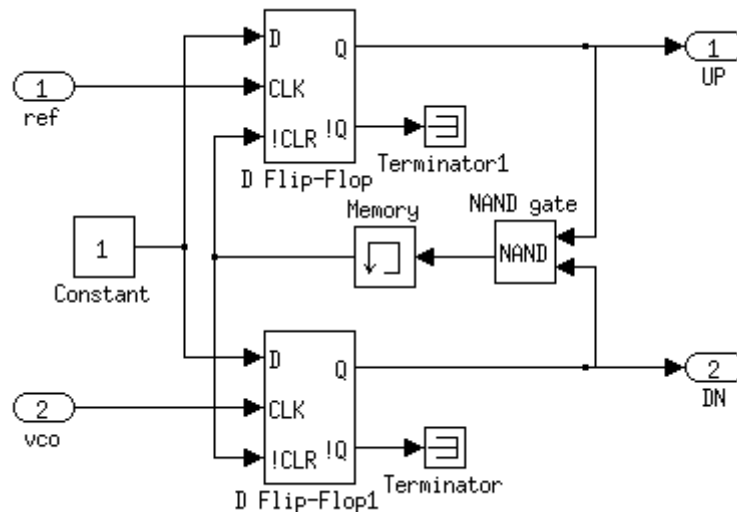 D
Q
1
UP
1
ref
CLK
!CLR
!Q
Terminator1
D Flip-Flop
Memory
NAND gate
1
Constant
NAND
D
Q
2
DN
2
vco
CLK
!CLR
!Q
Terminator
D Flip-Flop1